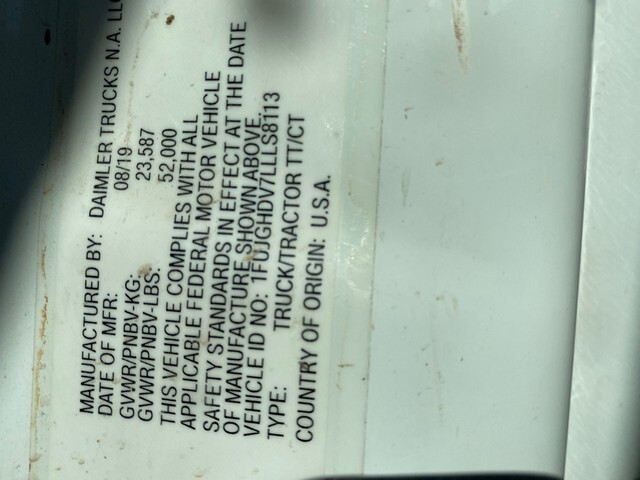 MANUFACTURED BY: DAIMLER TRUCKS N.A. LLC
DATE OF MFR: 08/19
GVWR/PNBV-KG: 23,587
GVWR/PNBV-LBS: 52,000
THIS VEHICLE COMPLIES WITH ALL
APPLICABLE FEDERAL MOTOR VEHICLE
SAFETY STANDARDS IN EFFECT AT THE DATE
OF MANUFACTURE SHOWN ABOVE.
VEHICLE ID NO: 1FUJGHDV7LLLS8113
TYPE: TRUCK/TRACTOR TT/CT
COUNTRY OF ORIGIN: U.S.A.